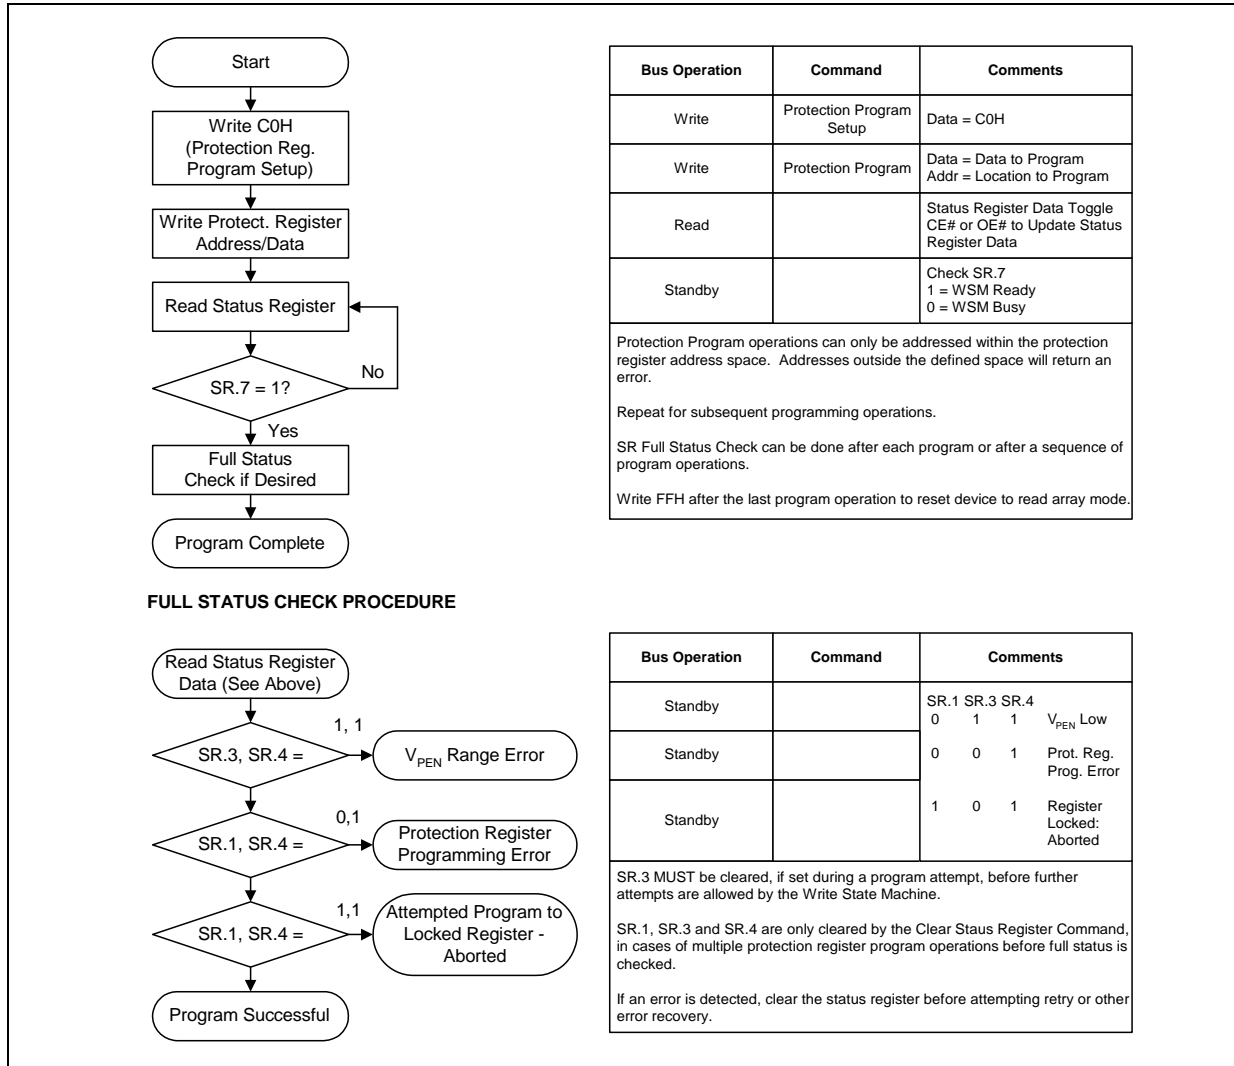 Start
Write C0H
(Protection Reg.
Program Setup)
Write Protect. Register
Address/Data
Read Status Register
No
SR.7 = 1?
Yes
Full Status
Check if Desired
Program Complete
Bus Operation Command Comments
Write Protection Program
Setup Data = C0H
Write Protection Program Data = Data to Program
Addr = Location to Program
Read Status Register Data Toggle
CE# or OE# to Update Status
Register Data
Standby Check SR.7
1 = WSM Ready
0 = WSM Busy
Protection Program operations can only be addressed within the protection
register address space. Addresses outside the defined space will return an
error.
Repeat for subsequent programming operations.
SR Full Status Check can be done after each program or after a sequence of
program operations.
Write FFH after the last program operation to reset device to read array mode.
FULL STATUS CHECK PROCEDURE
Read Status Register
Data (See Above)
1, 1
SR.3, SR.4 =
VPEN Range Error
0,1
SR.1, SR.4 =
Protection Register
Programming Error
1,1
SR.1, SR.4 =
Attempted Program to
Locked Register -
Aborted
Program Successful
Bus Operation Command Comments
Standby SR.1 SR.3 SR.4
0 1 1 VPEN Low
Standby 0 0 1 Prot. Reg.
Prog. Error
Standby 1 0 1 Register
Locked:
Aborted
SR.3 MUST be cleared, if set during a program attempt, before further
attempts are allowed by the Write State Machine.
SR.1, SR.3 and SR.4 are only cleared by the Clear Staus Register Command,
in cases of multiple protection register program operations before full status is
checked.
If an error is detected, clear the status register before attempting retry or other
error recovery.